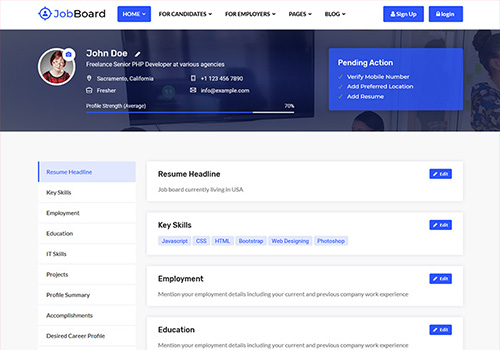 JobBoard
HOME
FOR CANDIDATES
FOR EMPLOYERS
PAGES
BLOG
Sign Up
login
John Doe
Freelance Senior PHP Developer at various agencies
Sacramento, California
+1 123 456 7890
Fresher
info@example.com
Profile Strength (Average)
70%
Pending Action
Verify Mobile Number
Add Preferred Location
Add Resume
Resume Headline
Key Skills
Employment
Education
IT Skills
Projects
Profile Summary
Accomplishments
Desired Career Profile
Resume Headline
Edit
Job board currently living in USA
Key Skills
Edit
Javascript CSS HTML Bootstrap Web Designing Photoshop
Employment
Edit
Mention your employment details including your current and previous company work experience
Education
Edit
Mention your employment details including your current and previous company work experience